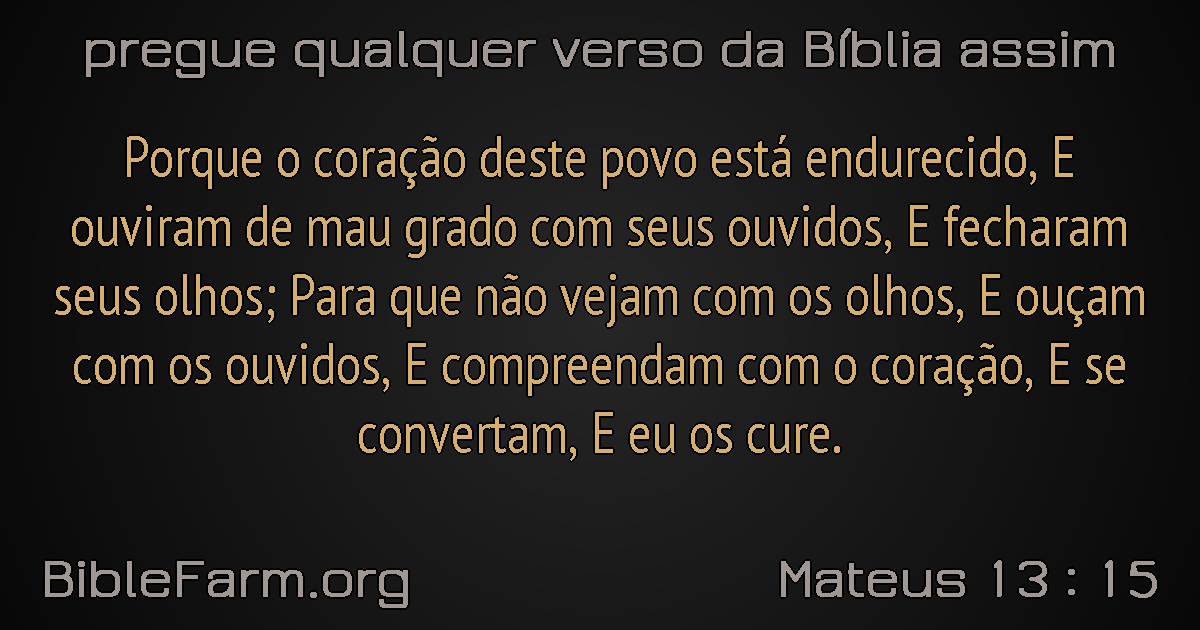 pregue qualquer verso da Bíblia assim
Porque o coração deste povo está endurecido, E
ouviram de mau grado com seus ouvidos, E fecharam
seus olhos; Para que não vejam com os olhos, E ouçam
com os ouvidos, E compreendam com o coração, E se
convertam, E eu os cure.
BibleFarm.org
Mateus 13 : 15